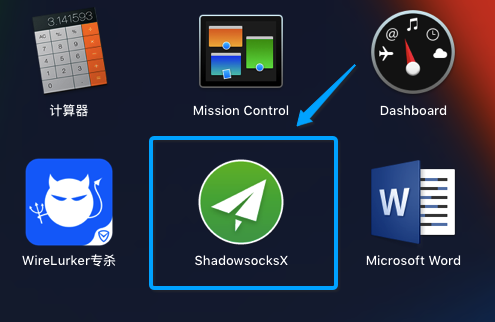 3.141593
计算器
Mission Control
Dashboard
WireLurker专杀
ShadowsocksX
W
Microsoft Word